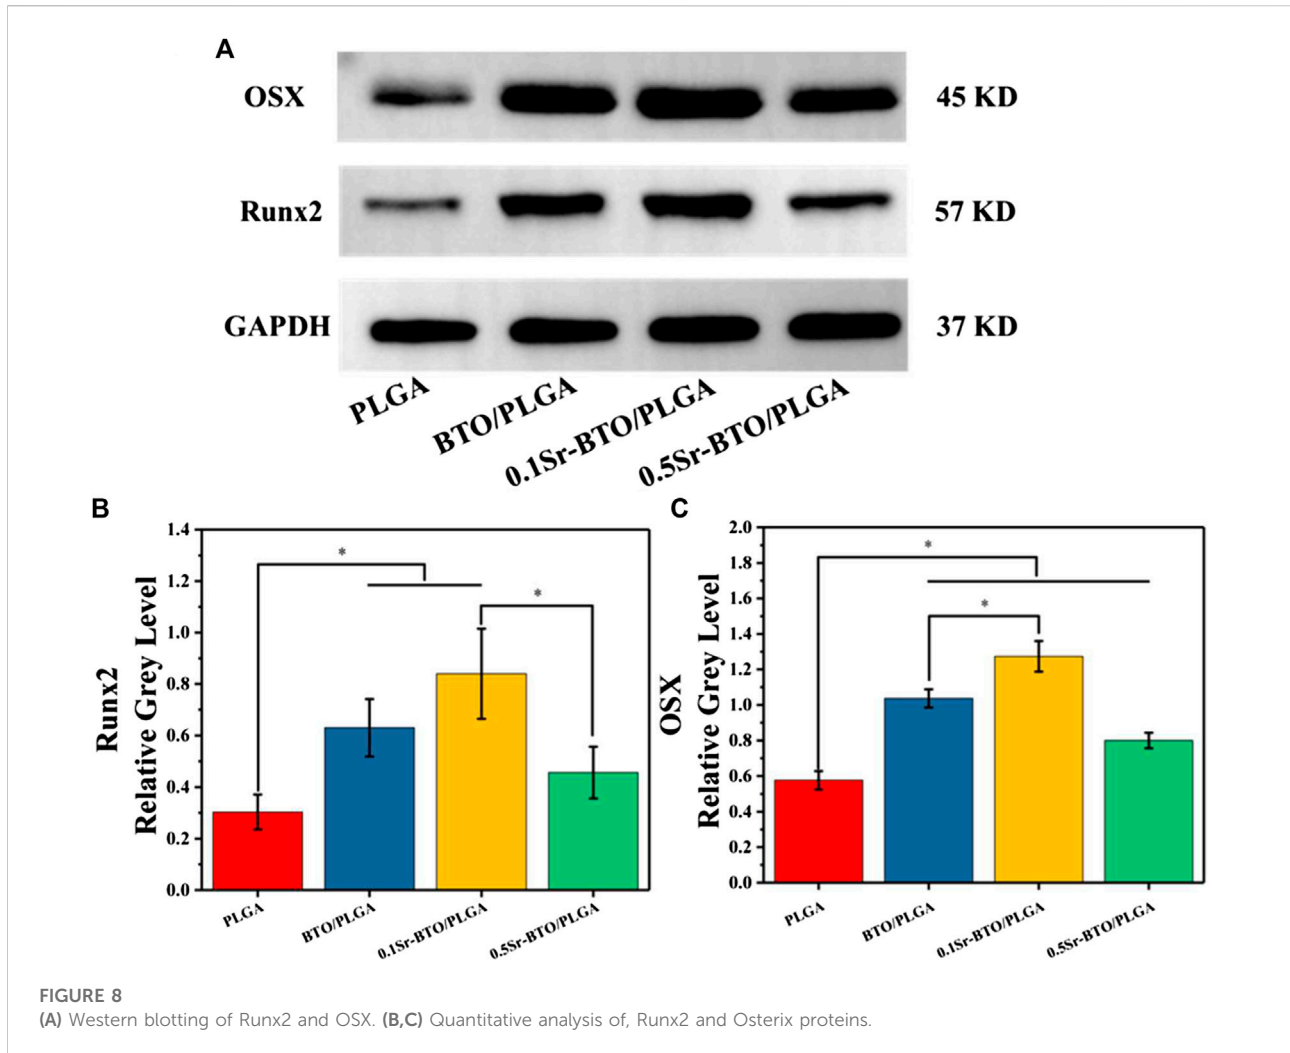 A
OSX
45 KD
Runx2
57 KD
GAPDH
37 KD
PLGA
BTO/PLGA
0.1Sr-BTO/PLGA
0.5Sr-BTO/PLGA
B
Runx2
Relative Grey Level
1.4
1.2
1.0
0.8
0.6
0.4
0.2
0.0
*
*
PLGA
BTO/PLGA
0.1Sr-BTO/PLGA
0.5Sr-BTO/PLGA
C
OSX
Relative Grey Level
2.0
1.8
1.6
1.4
1.2
1.0
0.8
0.6
0.4
0.2
0.0
*
*
PLGA
BTO/PLGA
0.1Sr-BTO/PLGA
0.5Sr-BTO/PLGA
FIGURE 8
(A) Western blotting of Runx2 and OSX. (B,C) Quantitative analysis of, Runx2 and Osterix proteins.